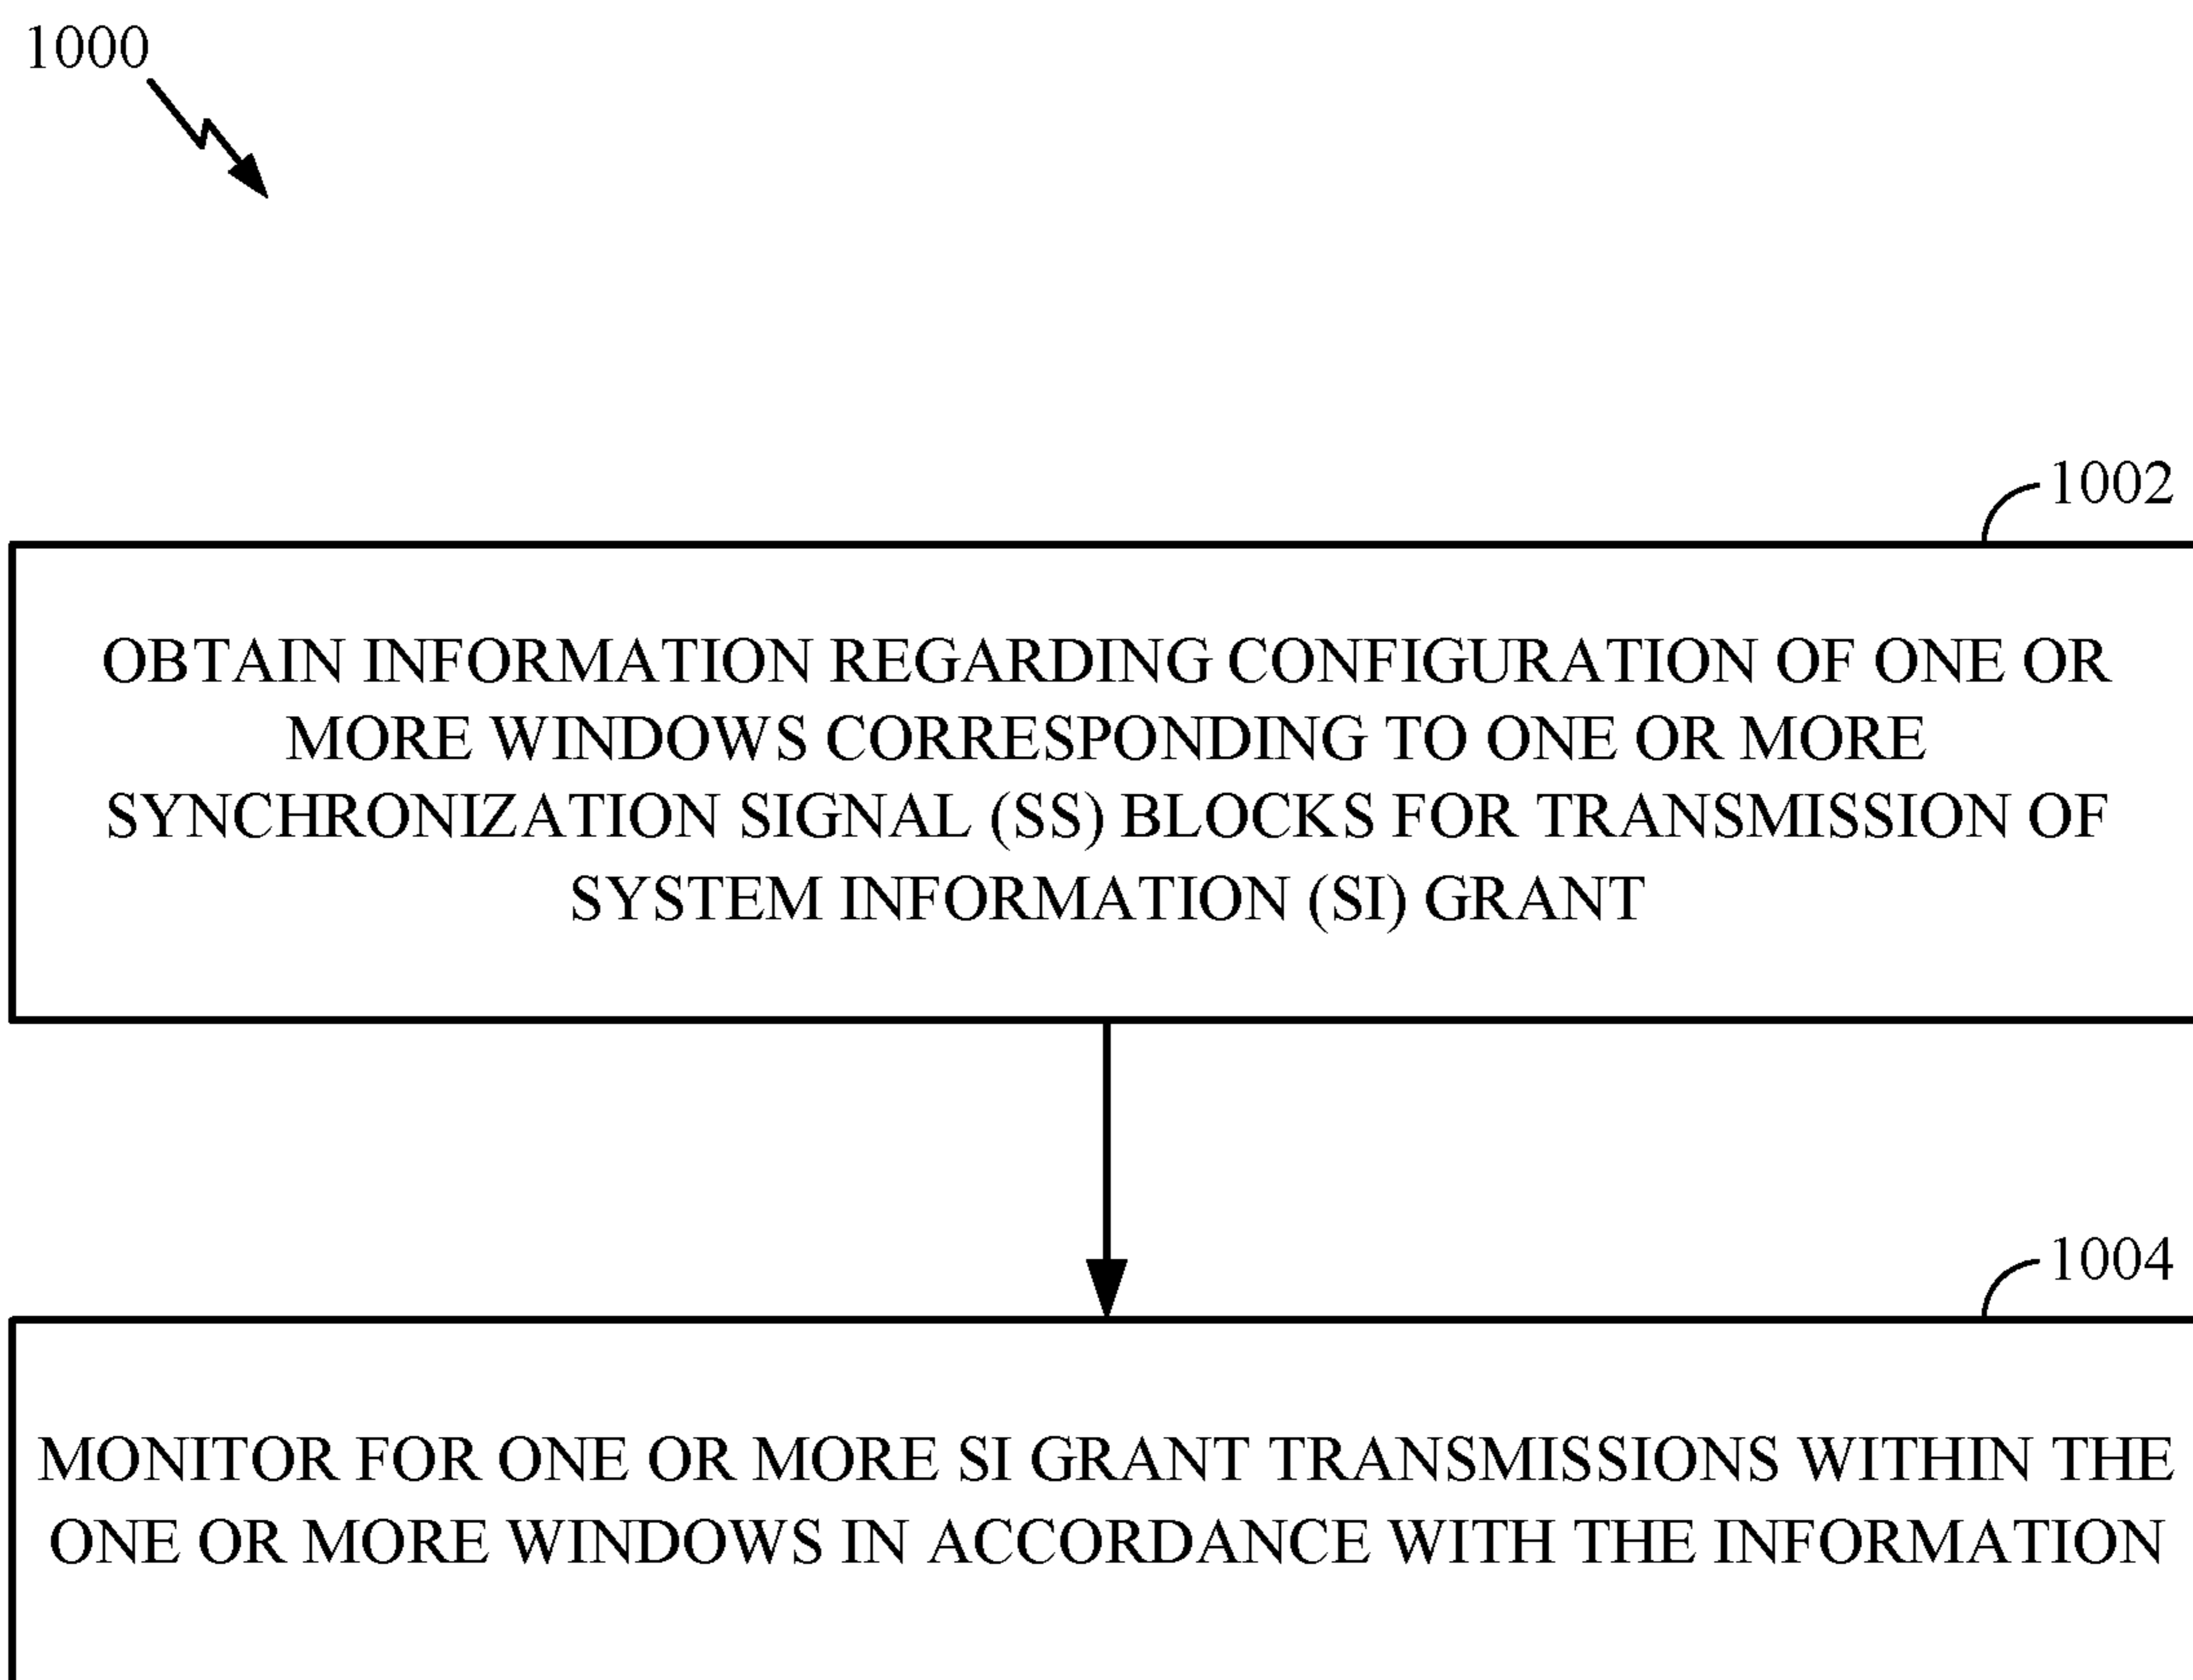 1000
1002
OBTAIN INFORMATION REGARDING CONFIGURATION OF ONE OR
MORE WINDOWS CORRESPONDING TO ONE OR MORE
SYNCHRONIZATION SIGNAL (SS) BLOCKS FOR TRANSMISSION OF
SYSTEM INFORMATION (SI) GRANT
1004
MONITOR FOR ONE OR MORE SI GRANT TRANSMISSIONS WITHIN THE
ONE OR MORE WINDOWS IN ACCORDANCE WITH THE INFORMATION